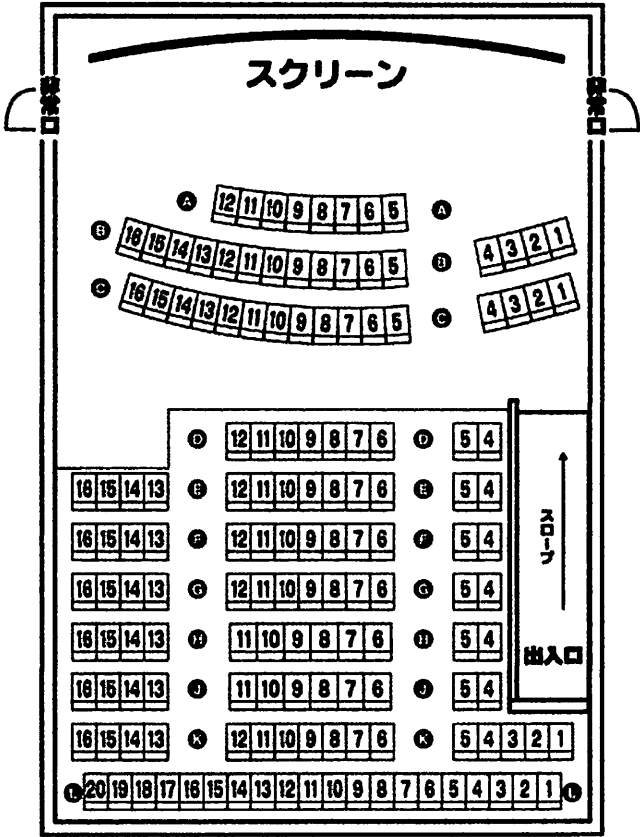 スクリーン
非常口
非常口
A 12 11 10 9 8 7 6 5 A
B 16 15 14 13 12 11 10 9 8 7 6 5 B 4 3 2 1
C 16 15 14 13 12 11 10 9 8 7 6 5 C 4 3 2 1
D 12 11 10 9 8 7 6 D 5 4
16 15 14 13 E 12 11 10 9 8 7 6 E 5 4
16 15 14 13 F 12 11 10 9 8 7 6 F 5 4
スロープ
16 15 14 13 G 12 11 10 9 8 7 6 G 5 4
16 15 14 13 H 11 10 9 8 7 6 H 5 4
出入口
16 15 14 13 J 11 10 9 8 7 6 J 5 4
16 15 14 13 K 12 11 10 9 8 7 6 K 5 4 3 2 1
L 20 19 18 17 16 15 14 13 12 11 10 9 8 7 6 5 4 3 2 1 L